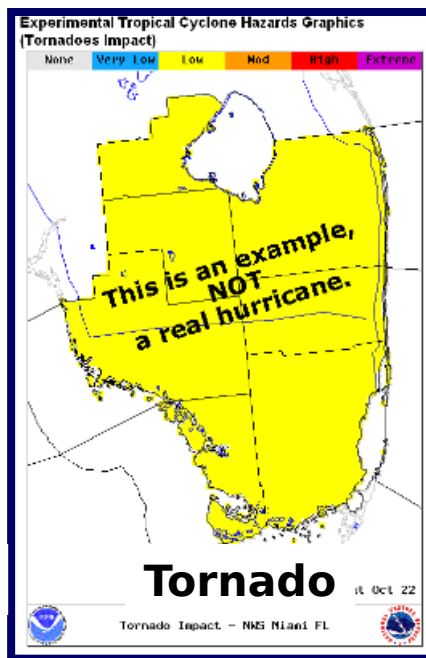 Experimental Tropical Cyclone Hazards Graphics
(Tornadoes Impact)
None Very Low Low Mod High Extreme
This is an example,
NOT
a real hurricane.
Tornado
t Oct 22
Tornado Impact - NWS Miami FL